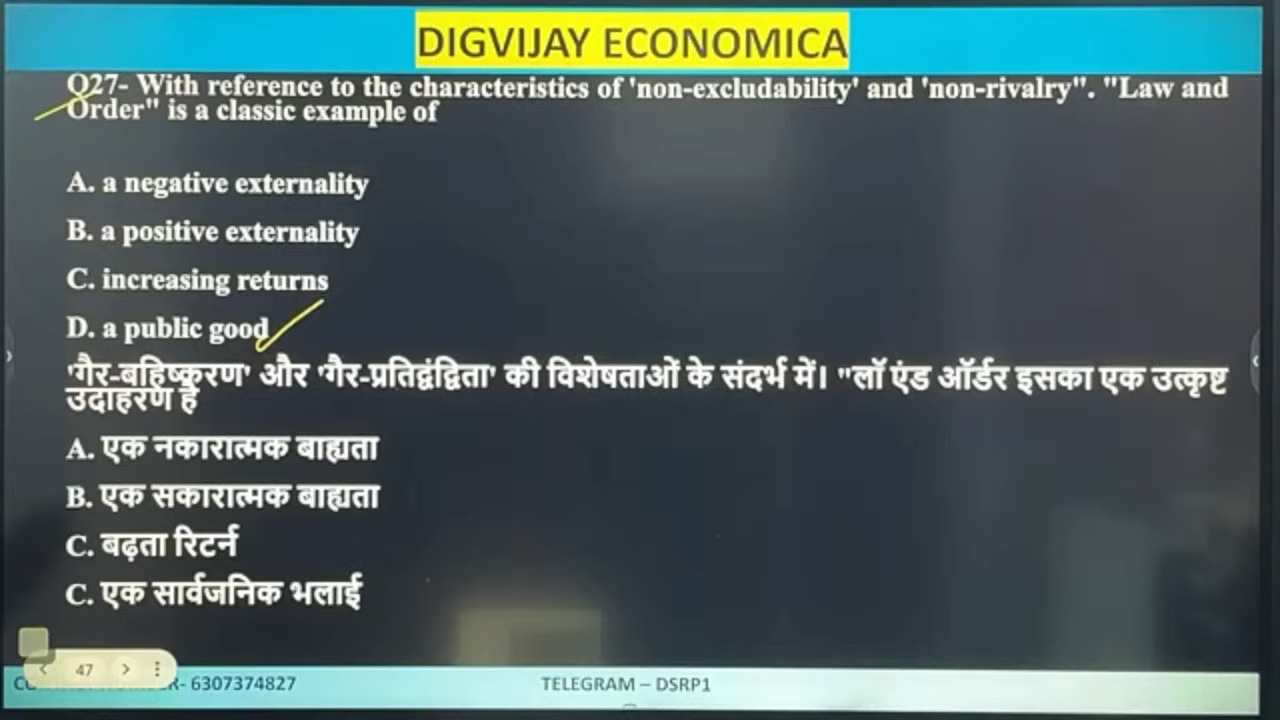 DIGVIJAY ECONOMICA
Q27- With reference to the characteristics of 'non-excludability' and 'non-rivalry". "Law and
Order" is a classic example of
A. a negative externality
B. a positive externality
C. increasing returns
D. a public good
'गैर-बहिष्करण' और 'गैर-प्रतिद्वंद्विता' की विशेषताओं के संदर्भ में। "लॉ एंड ऑर्डर इसका एक उत्कृष्ट
उदाहरण है
A. एक नकारात्मक बाह्यता
B. एक सकारात्मक बाह्यता
C. बढ़ता रिटर्न
C. एक सार्वजनिक भलाई
47
6307374827
TELEGRAM – DSRP1